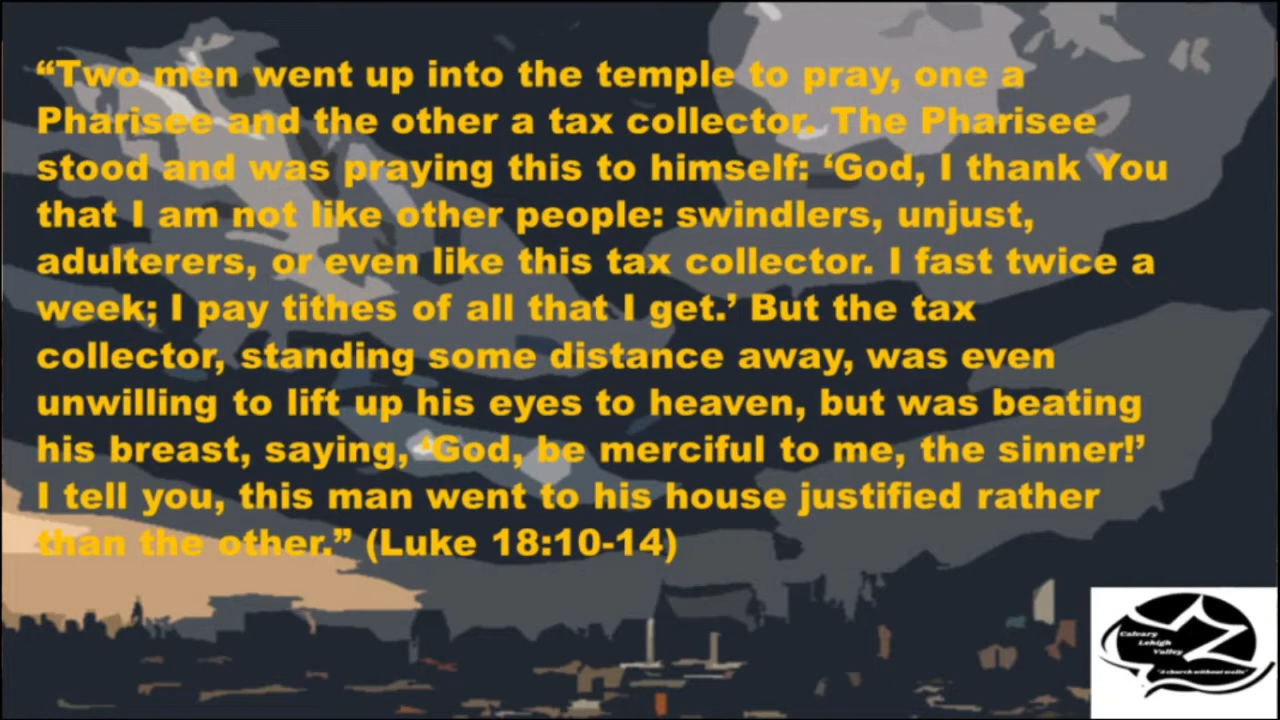 “Two men went up into the temple to pray, one a
Pharisee and the other a tax collector. The Pharisee
stood and was praying this to himself: ‘God, I thank You
that I am not like other people: swindlers, unjust,
adulterers, or even like this tax collector. I fast twice a
week; I pay tithes of all that I get.’ But the tax
collector, standing some distance away, was even
unwilling to lift up his eyes to heaven, but was beating
his breast, saying, ‘God, be merciful to me, the sinner!’
I tell you, this man went to his house justified rather
than the other.” (Luke 18:10-14)
Calvary
Lehigh
Valley
"A church without walls"